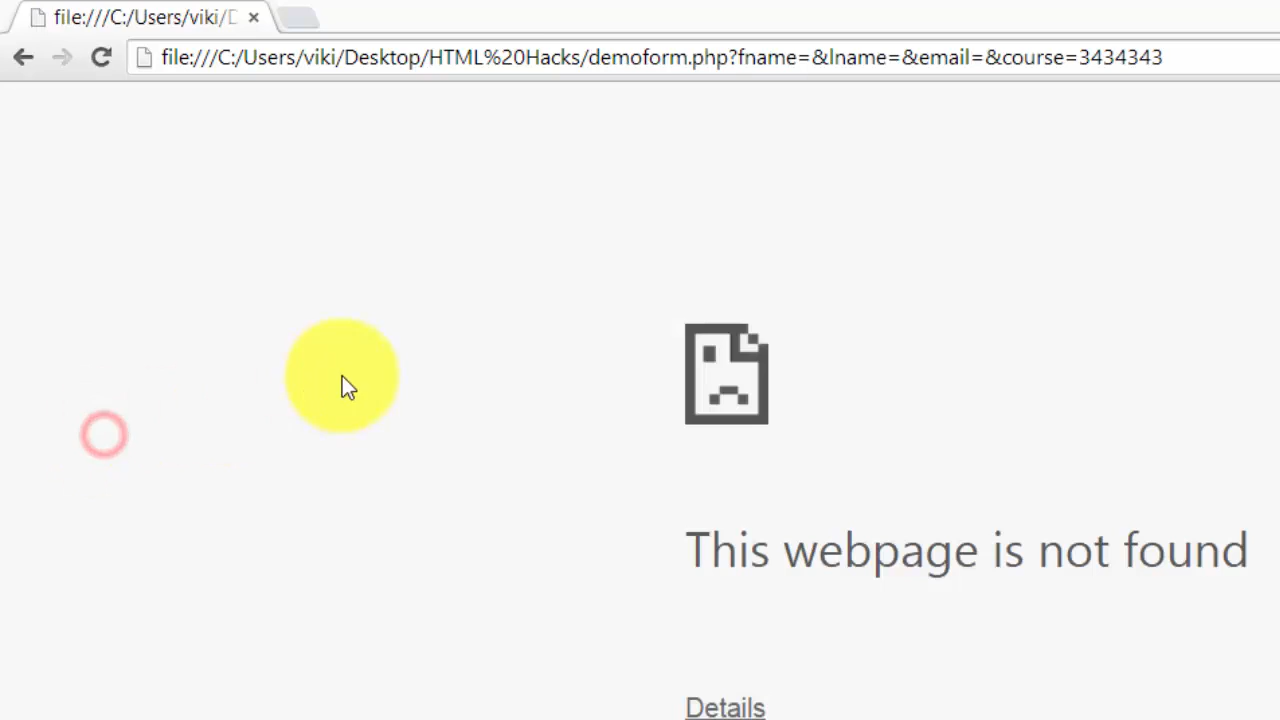 file:///C:/Users/viki/D
file:///C:/Users/viki/Desktop/HTML%20Hacks/demoform.php?fname=&lname=&email=&course=3434343
This webpage is not found
Details